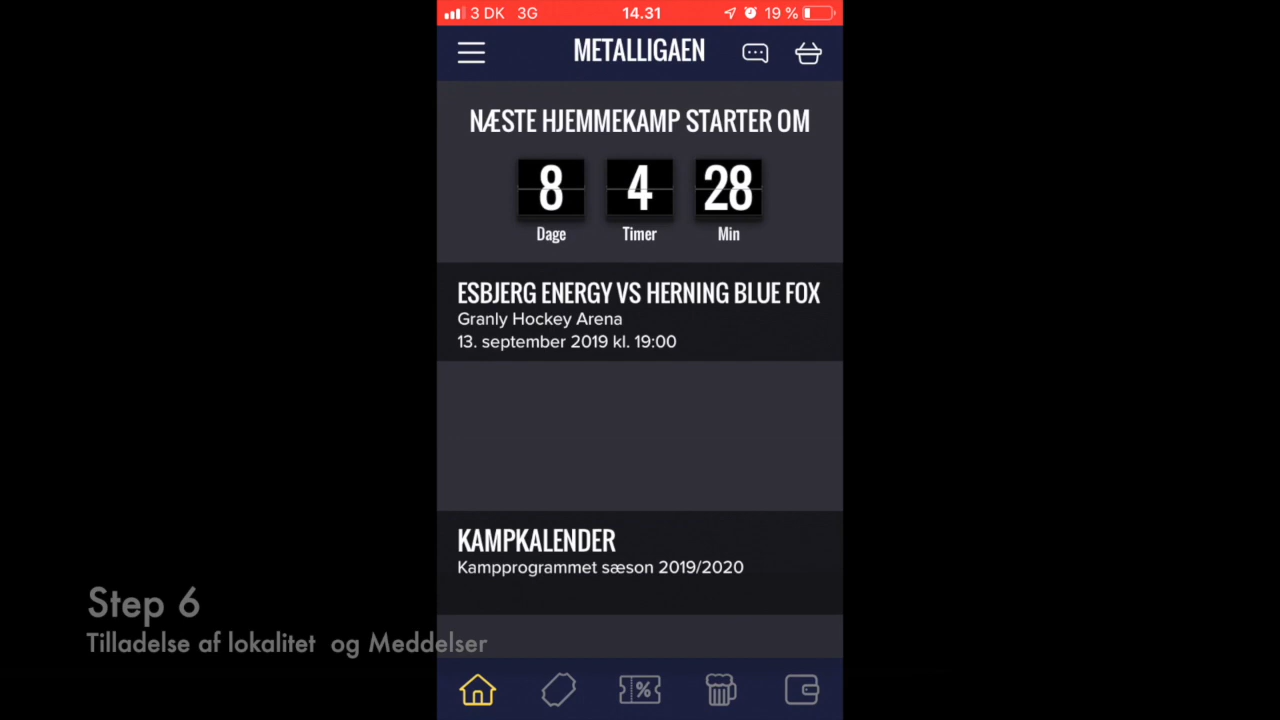 3 DK 3G 14.31 19 %
METALLIGAEN
NÆSTE HJEMMEKAMP STARTER OM
8 4 28
Dage Timer Min
ESBJERG ENERGY VS HERNING BLUE FOX
Granly Hockey Arena
13. september 2019 kl. 19:00
KAMPKALENDER
Kampprogrammet sæson 2019/2020
Step 6
Tilladelse af lokalitet og Meddelser
%